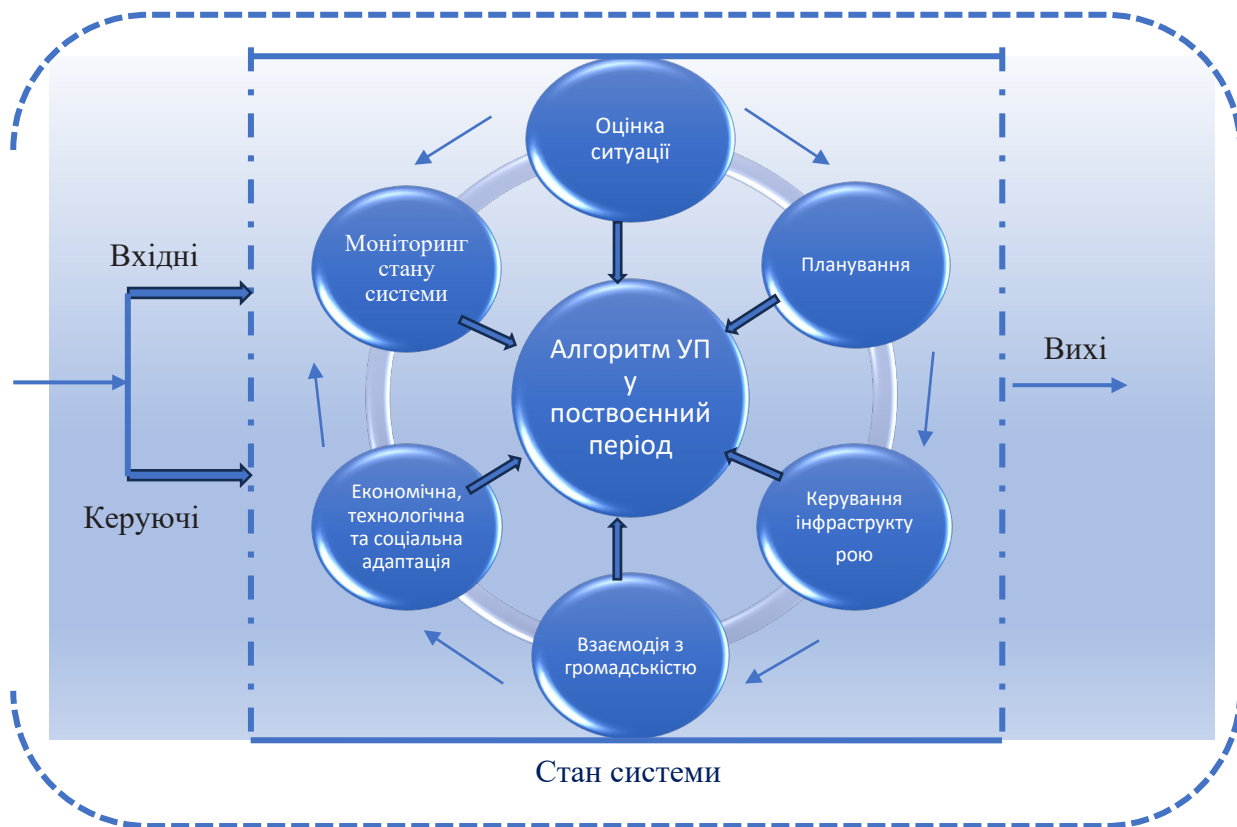 Оцінка
ситуації
Моніторинг
стану
системи
Планування
Вхідні
Алгоритм УП
у
поствоєнний
період
Вихі
Керуючі
Економічна,
технологічна
та соціальна
адаптація
Керування
інфраструкту
рою
Взаємодія з
громадськістю
Стан системи